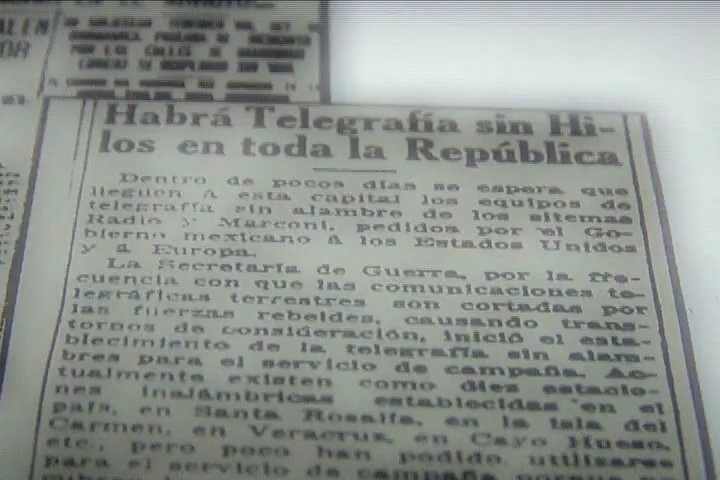 Habrá Telegrafía sin Hi-
los en toda la República
Dentro de pocos días se espera que
lleguen á esta capital los equipos de
telegrafía sin alambre de los sitemas
Radio y Marconi, pedidos por el Go-
bierno mexicano á los Estados Unidos
y á Europa.
La Secretaría de Guerra, por la fre-
cuencia con que las comunicaciones te-
legráficas terrestres son cortadas por
las fuerzas rebeldes, causando trans-
tornos de consideración, inició el esta-
blecimiento de la telegrafía sin alam-
bres para el servicio de campaña. Ac-
tualmente existen como diez estacio-
nes inalámbricas establecidas en el
país, en Santa Rosalía, en la Isla del
Carmen, en Veracruz, en Cayo Hueso,
etc., pero poco han podido utilizarse
para el servicio de campaña porque